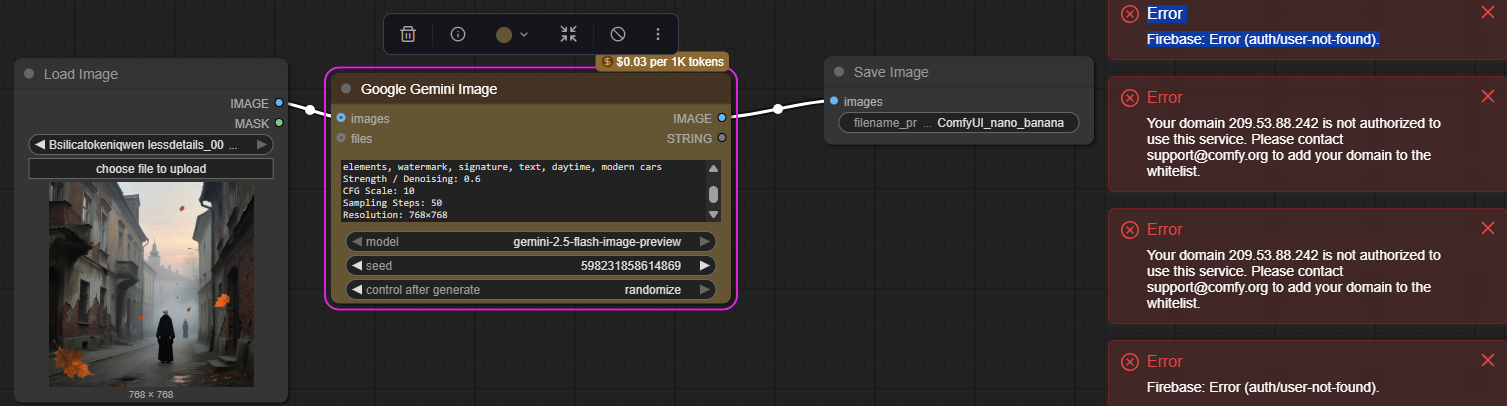 Load Image
IMAGE
MASK
Bsilicatokeniqwen lessdetails_00 ...
choose file to upload
768 × 768
$0.03 per 1K tokens
Google Gemini Image
images
IMAGE
files
STRING
elements, watermark, signature, text, daytime, modern cars
Strength / Denoising: 0.6
CFG Scale: 10
Sampling Steps: 50
Resolution: 768×768
model gemini-2.5-flash-image-preview
seed 598231858614869
control after generate randomize
Save Image
images
filename_pr ... ComfyUI_nano_banana
Error
Firebase: Error (auth/user-not-found).
Error
Your domain 209.53.88.242 is not authorized to
use this service. Please contact
support@comfy.org to add your domain to the
whitelist.
Error
Your domain 209.53.88.242 is not authorized to
use this service. Please contact
support@comfy.org to add your domain to the
whitelist.
Error
Firebase: Error (auth/user-not-found).